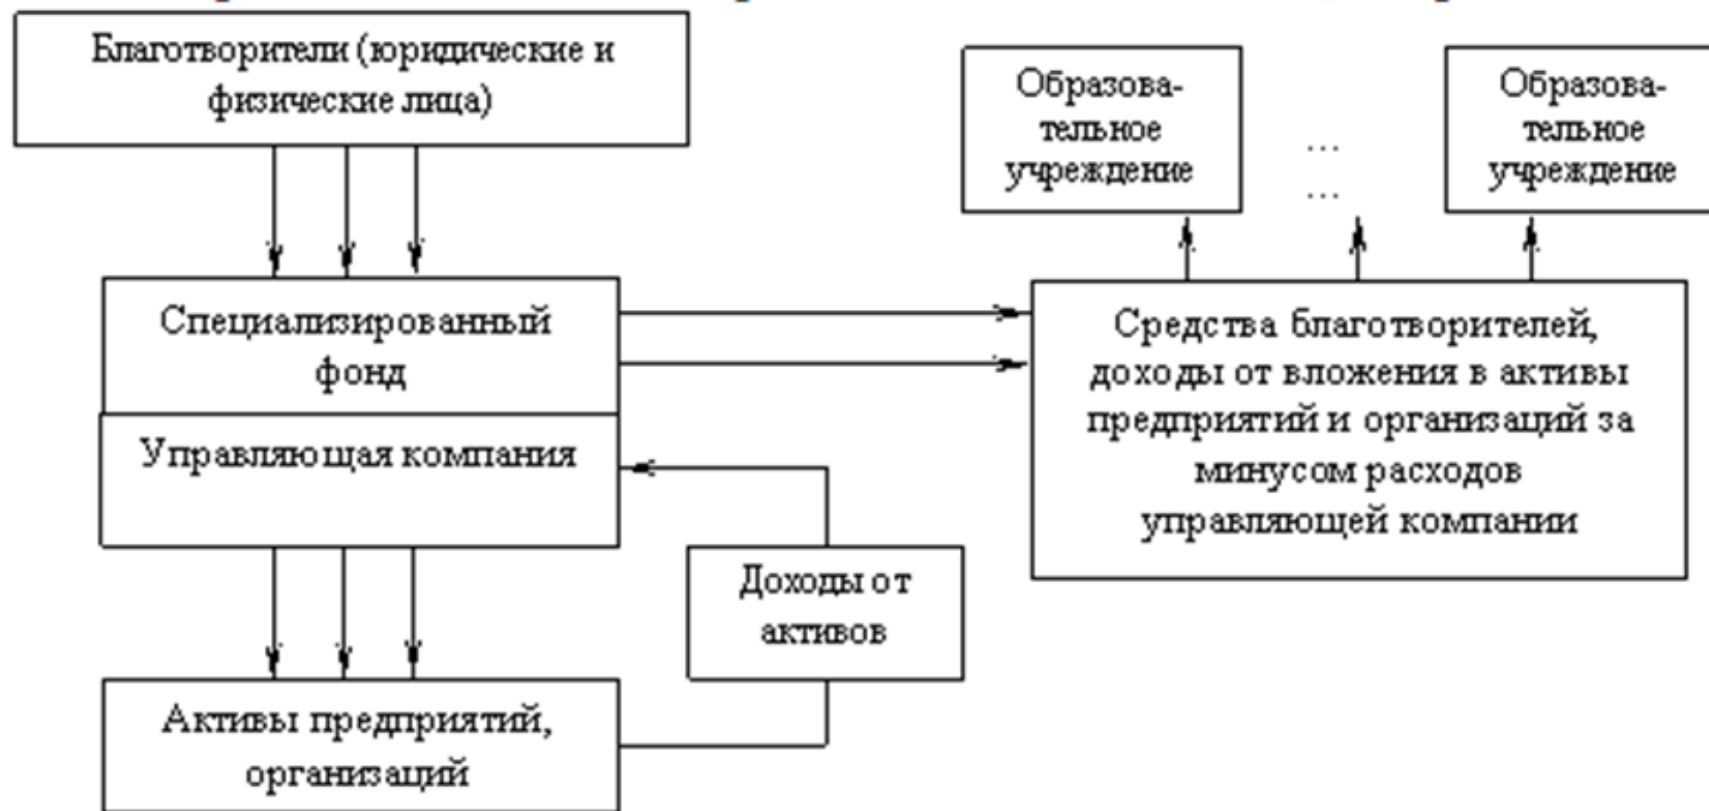 Благотворители (юридические и
физические лица)
Образова-
тельное
учреждение
...
...
Образова-
тельное
учреждение
Специализированный
фонд
Средства благотворителей,
доходы от вложения в активы
предприятий и организаций за
минусом расходов
управляющей компании
Управляющая компания
Доходы от
активов
Активы предприятий,
организаций